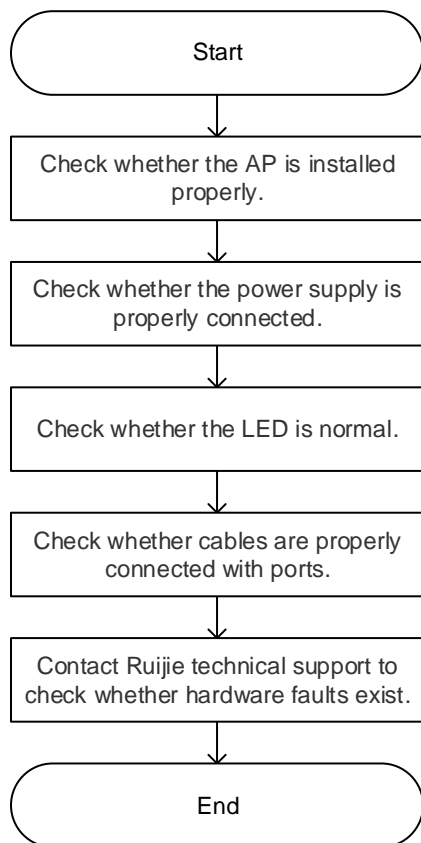 Start
Check whether the AP is installed
properly.
Check whether the power supply is
properly connected.
Check whether the LED is normal.
Check whether cables are properly
connected with ports.
Contact Ruijie technical support to
check whether hardware faults exist.
End